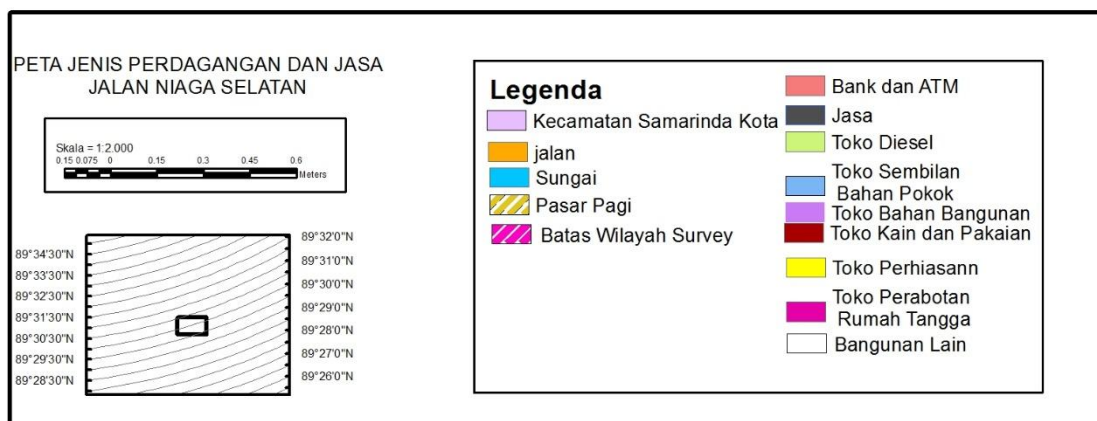 PETA JENIS PERDAGANGAN DAN JASA
JALAN NIAGA SELATAN
Skala = 1:2.000
0.15 0.075 0 0.15 0.3 0.45 0.6
Meters
89°34'30"N
89°33'30"N
89°32'30"N
89°31'30"N
89°30'30"N
89°29'30"N
89°28'30"N
89°32'0"N
89°31'0"N
89°30'0"N
89°29'0"N
89°28'0"N
89°27'0"N
89°26'0"N
Legenda
Kecamatan Samarinda Kota
jalan
Sungai
Pasar Pagi
Batas Wilayah Survey
Bank dan ATM
Jasa
Toko Diesel
Toko Sembilan
Bahan Pokok
Toko Bahan Bangunan
Toko Kain dan Pakaian
Toko Perhiasann
Toko Perabotan
Rumah Tangga
Bangunan Lain